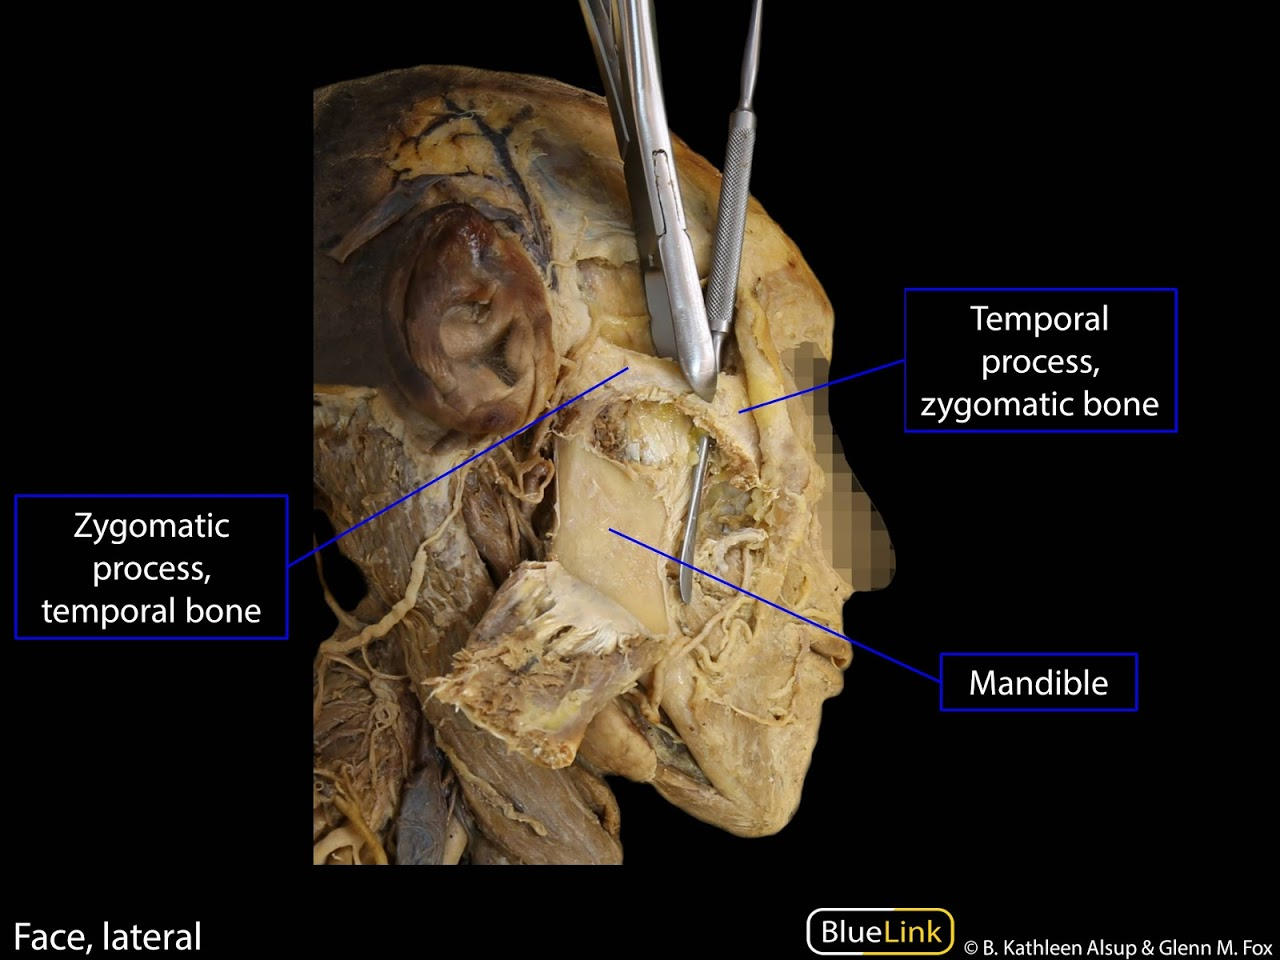 Temporal
process,
zygomatic bone
Zygomatic
process,
temporal bone
Mandible
Face, lateral
BlueLink
© B. Kathleen Alsup & Glenn M. Fox